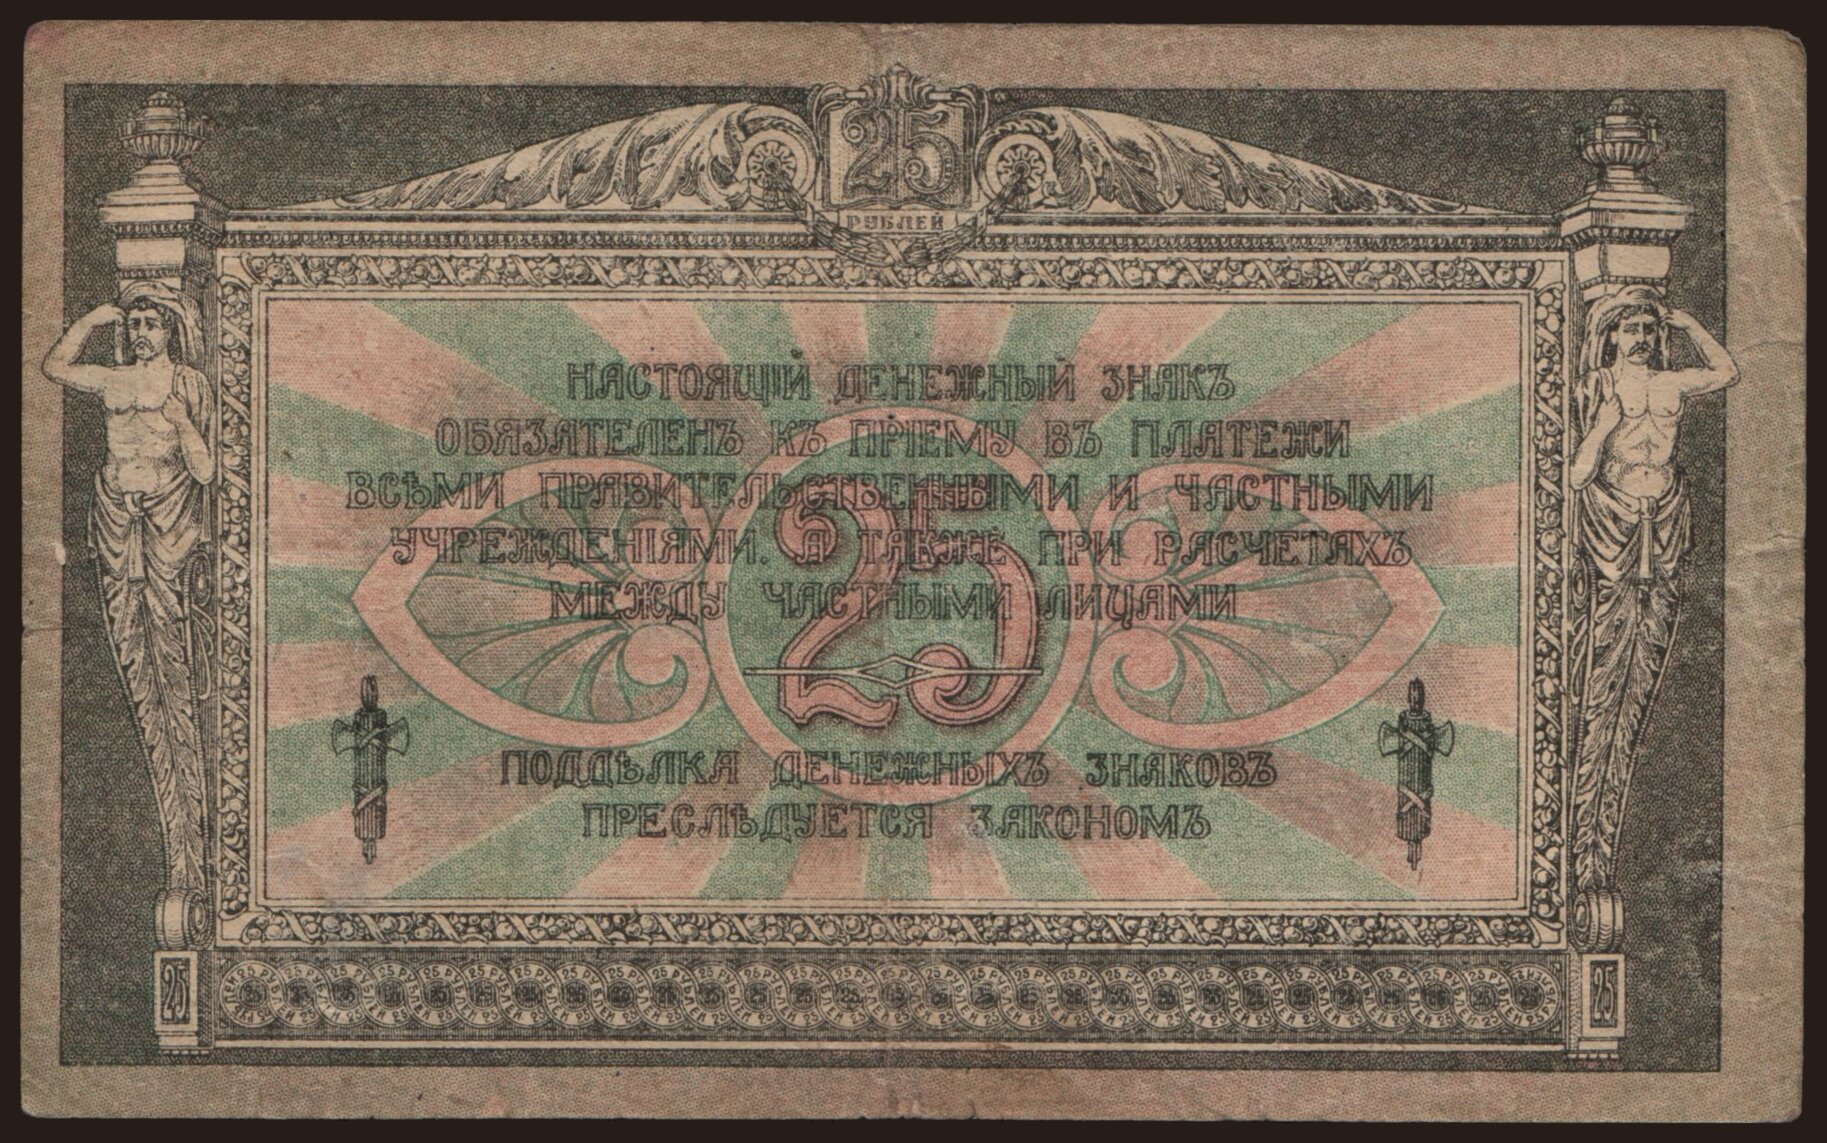 25
РУБЛЕЙ
НАСТОЯЩІЙ ДЕНЕЖНЫЙ ЗНАКЪ
ОБЯЗАТЕЛЕНЪ КЪ ПРІЕМУ ВЪ ПЛАТЕЖИ
ВСѢМИ ПРАВИТЕЛЬСТВЕННЫМИ И ЧАСТНЫМИ
УЧРЕЖДЕНІЯМИ. А ТАКЖЕ ПРИ РАСЧЕТАХЪ
МЕЖДУ ЧАСТНЫМИ ЛИЦАМИ
25
ПОДДѢЛКА ДЕНЕЖНЫХЪ ЗНАКОВЪ
ПРЕСЛѢДУЕТСЯ ЗАКОНОМЪ
25 25